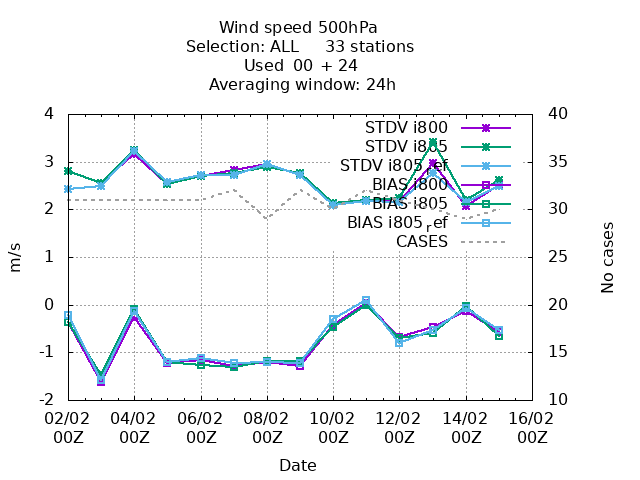 Wind speed 500hPa
Selection: ALL 33 stations
Used 00 + 24
Averaging window: 24h
STDV i800
STDV i805
STDV i805ref
BIAS i800
BIAS i805
BIAS i805ref
CASES
4
3
2
1
0
-1
-2
m/s
40
35
30
25
20
15
10
No cases
02/02 04/02 06/02 08/02 10/02 12/02 14/02 16/02
00Z 00Z 00Z 00Z 00Z 00Z 00Z 00Z
Date